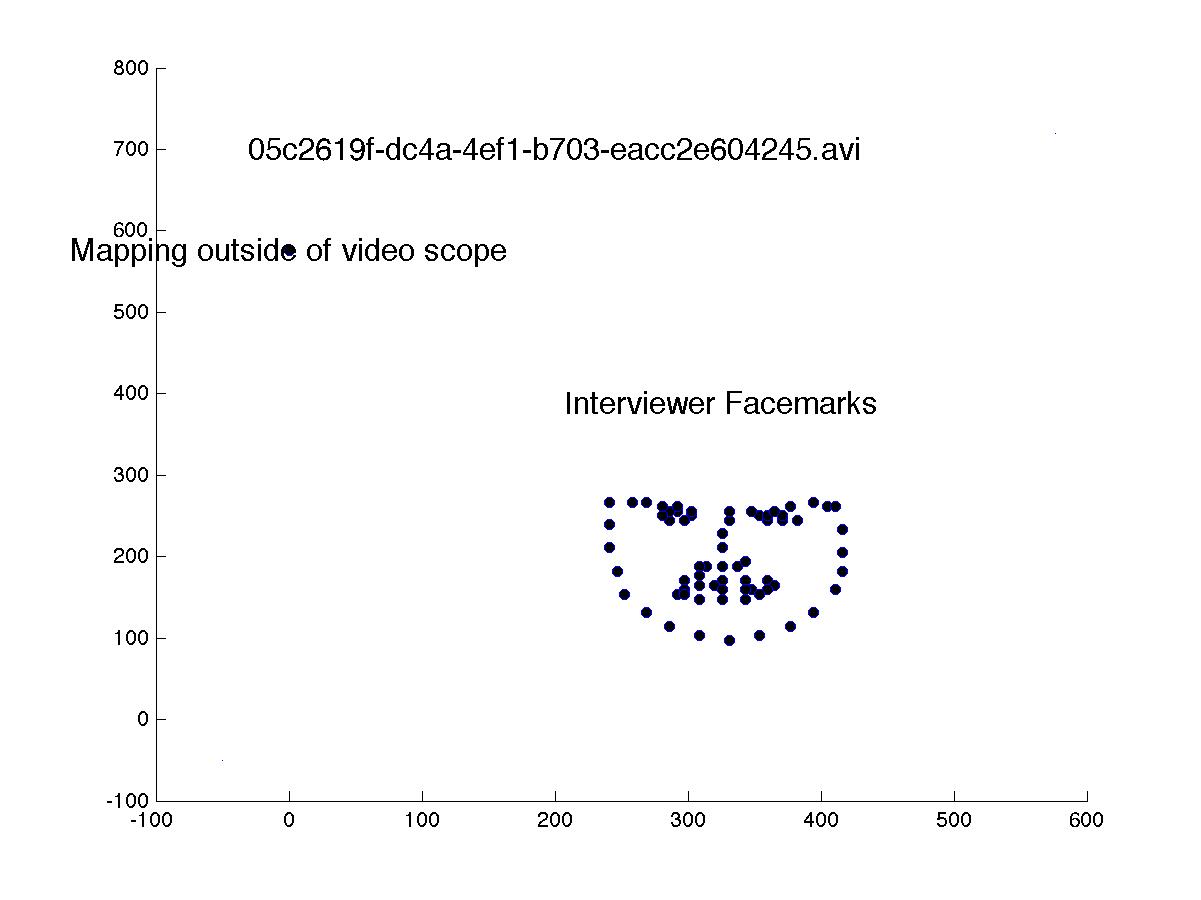 800
05c2619f-dc4a-4ef1-b703-eacc2e604245.avi
700
600
Mapping outside of video scope
500
400
Interviewer Facemarks
300
200
100
0
-100
-100 0 100 200 300 400 500 600